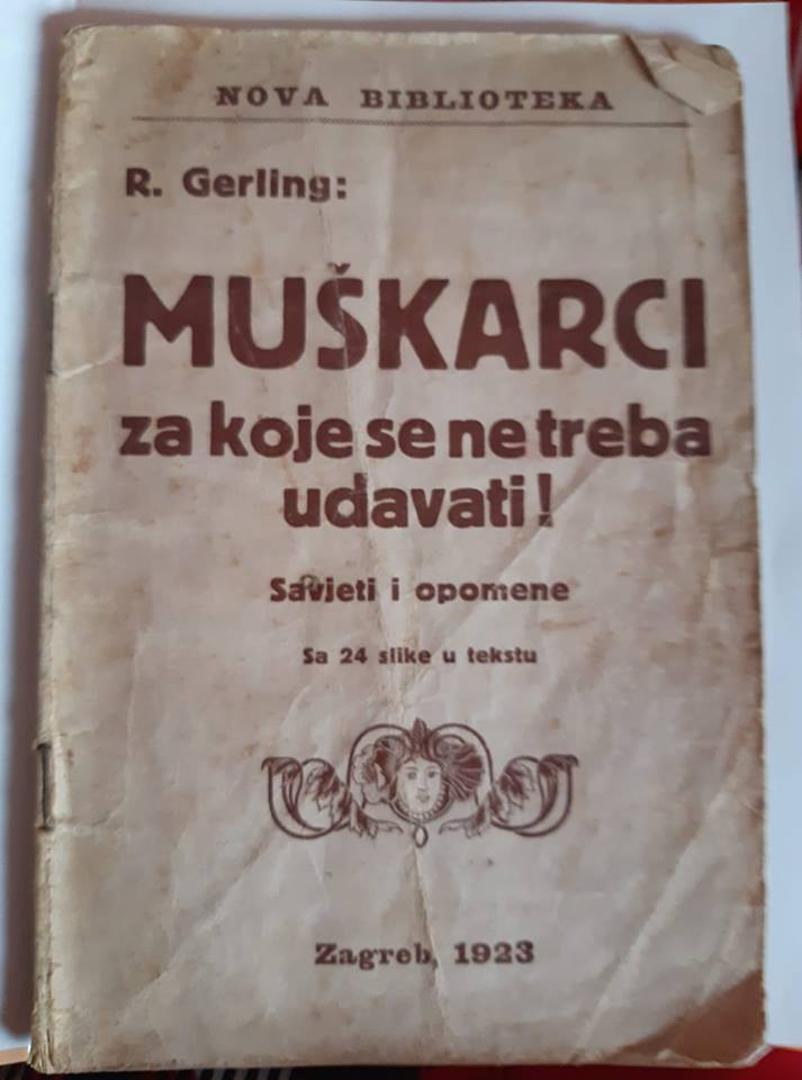 NOVA BIBLIOTEKA
R. Gerling:
MUŠKARCI
za koje se ne treba
udavati!
Savjeti i opomene
Sa 24 slike u tekstu
Zagreb, 1923